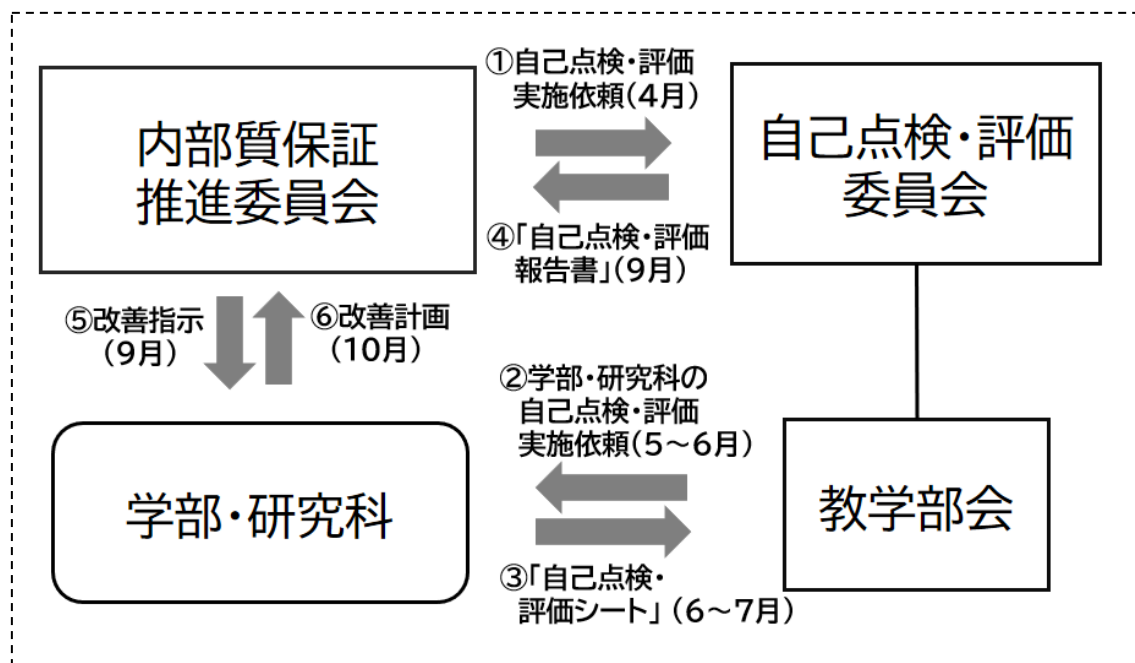 ①自己点検・評価
実施依頼(4月)
内部質保証
推進委員会
自己点検・評価
委員会
④「自己点検・評価
報告書」(9月)
⑤改善指示
(9月)
⑥改善計画
(10月)
②学部・研究科の
自己点検・評価
実施依頼(5～6月)
学部・研究科
教学部会
③「自己点検・
評価シート」(6～7月)